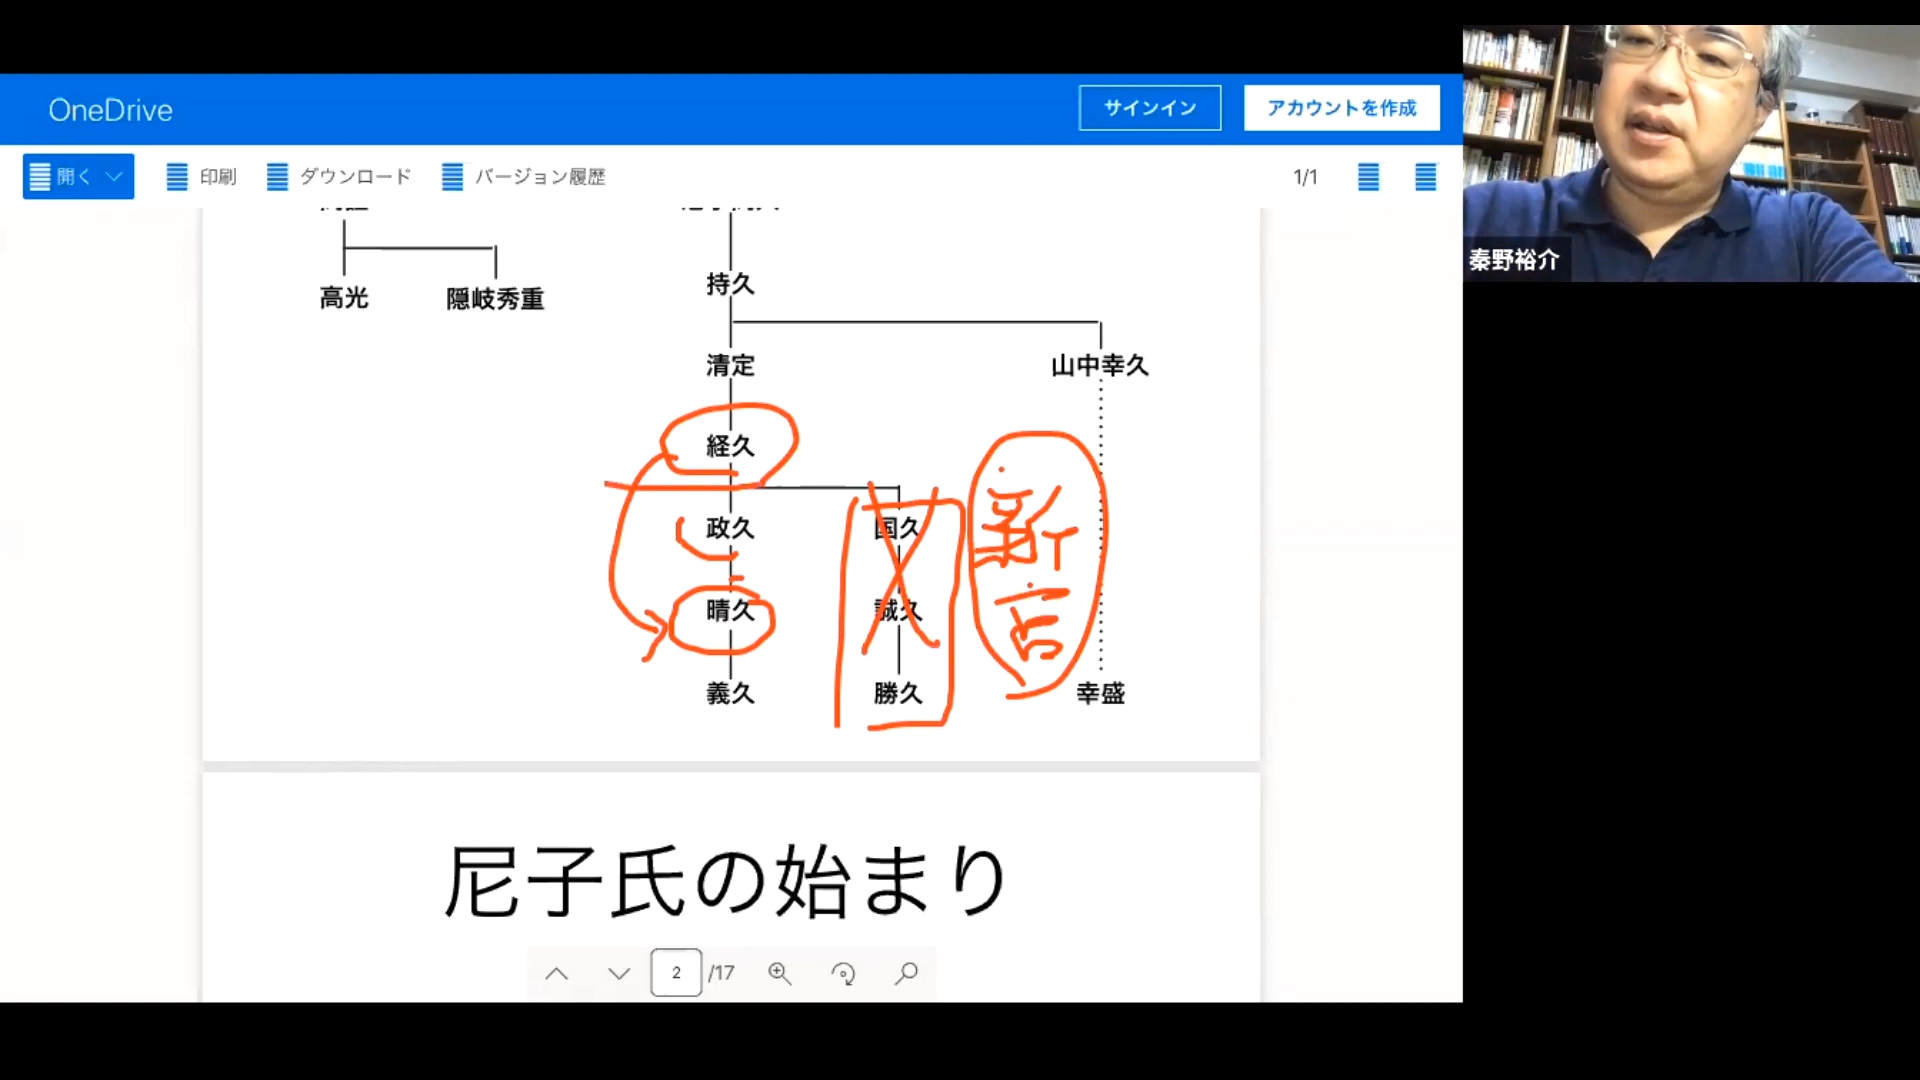 OneDrive
サインイン
アカウントを作成
開く
印刷
ダウンロード
バージョン履歴
1/1
秦野裕介
持久
高光
隠岐秀重
清定
山中幸久
経久
政久
国久
新宮
晴久
誠久
義久
勝久
幸盛
尼子氏の始まり
2
/17